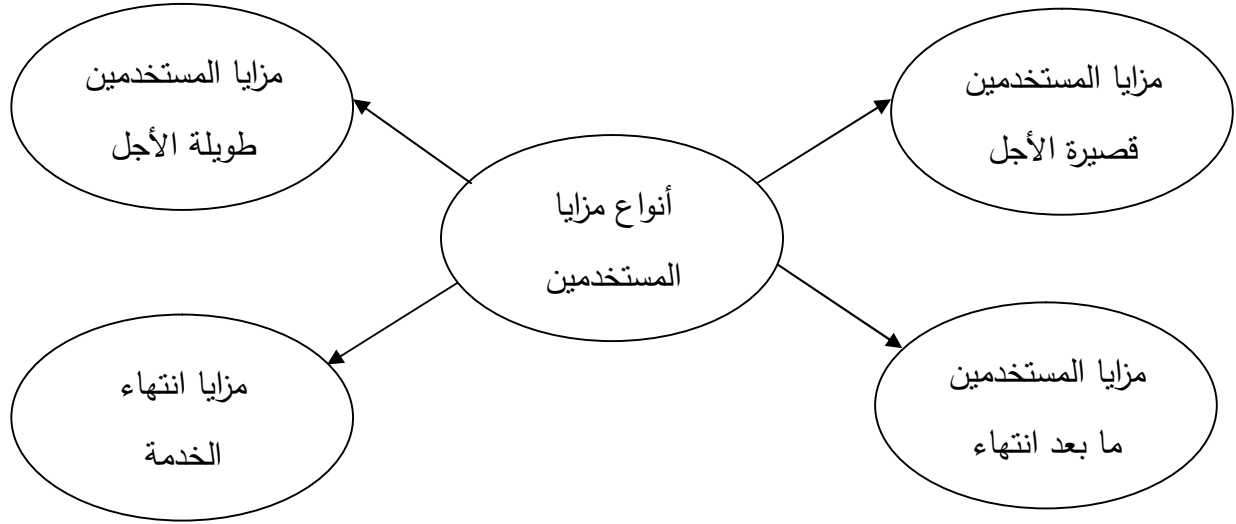 مزايا المستخدمين
قصيرة الأجل
مزايا المستخدمين
طويلة الأجل
أنواع مزايا
المستخدمين
مزايا المستخدمين
ما بعد انتهاء
مزايا انتهاء
الخدمة